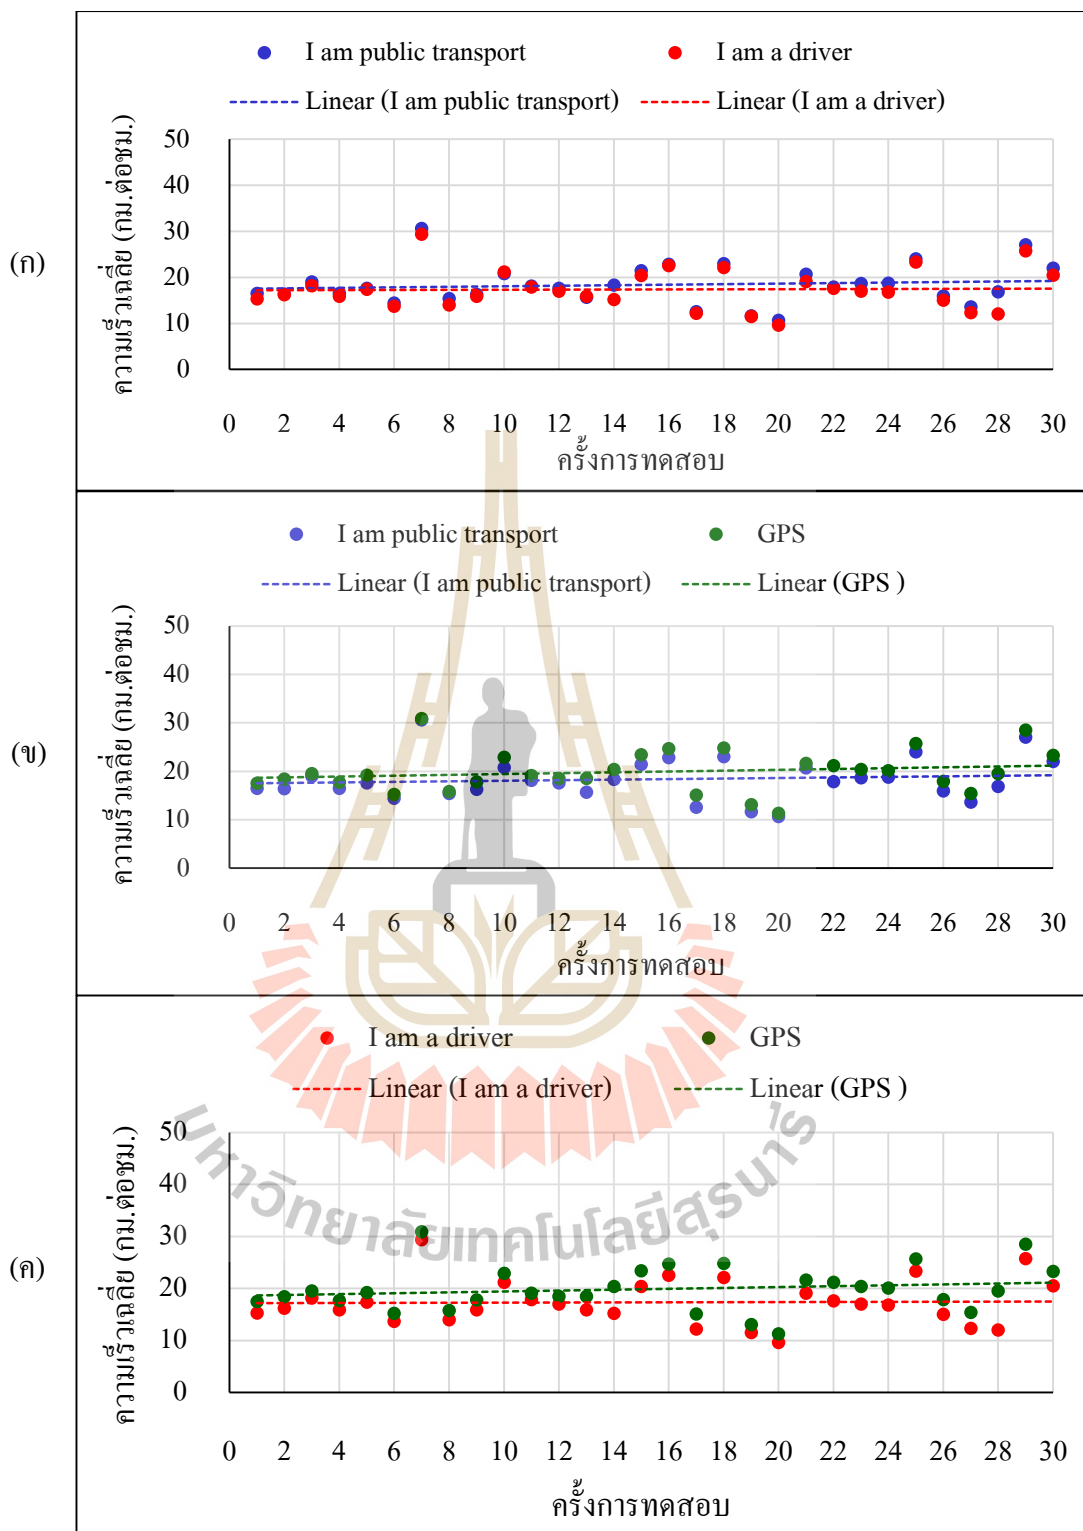 I am public transport I am a driver
Linear (I am public transport) Linear (I am a driver)
(ก)
ความเร็วเฉลี่ย (กม.ต่อชม.)
50
40
30
20
10
0
0 2 4 6 8 10 12 14 16 18 20 22 24 26 28 30
ครั้งการทดสอบ
I am public transport GPS
Linear (I am public transport) Linear (GPS )
(ข)
ความเร็วเฉลี่ย (กม.ต่อชม.)
50
40
30
20
10
0
0 2 4 6 8 10 12 14 16 18 20 22 24 26 28 30
ครั้งการทดสอบ
I am a driver GPS
Linear (I am a driver) Linear (GPS )
(ค)
ความเร็วเฉลี่ย (กม.ต่อชม.)
50
40
30
20
10
0
0 2 4 6 8 10 12 14 16 18 20 22 24 26 28 30
ครั้งการทดสอบ
มหาวิทยาลัยเทคโนโลยีสุรนารี